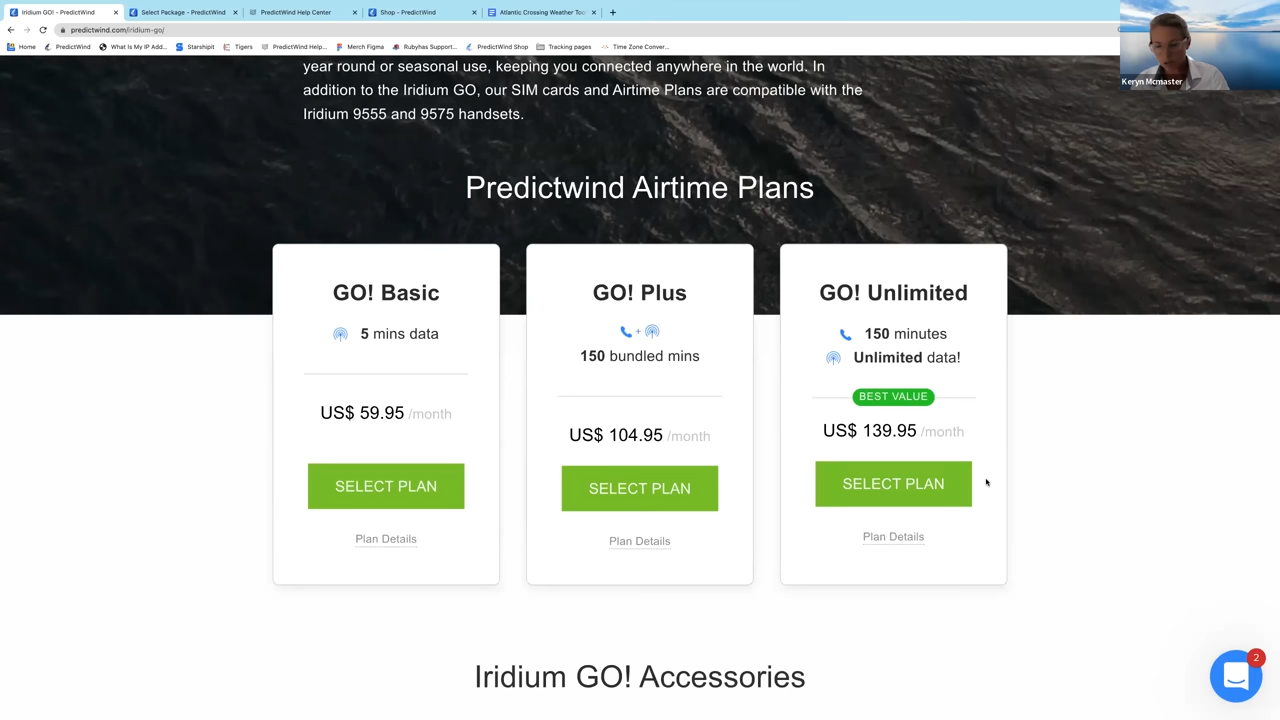 Iridium GO! - PredictWind
Select Package - PredictWind
PredictWind Help Center
Shop - PredictWind
Atlantic Crossing Weather Too
predictwind.com/iridium-go/
Home
PredictWind
What Is My IP Add...
Starshipit
Tigers
PredictWind Help...
Merch Figma
Rubyhas Support...
PredictWind Shop
Tracking pages
Time Zone Conver...
Keryn Mcmaster
year round or seasonal use, keeping you connected anywhere in the world. In
addition to the Iridium GO, our SIM cards and Airtime Plans are compatible with the
Iridium 9555 and 9575 handsets.
Predictwind Airtime Plans
GO! Basic
5 mins data
US$ 59.95 /month
SELECT PLAN
Plan Details
GO! Plus
+
150 bundled mins
US$ 104.95 /month
SELECT PLAN
Plan Details
GO! Unlimited
150 minutes
Unlimited data!
BEST VALUE
US$ 139.95 /month
SELECT PLAN
Plan Details
Iridium GO! Accessories
2